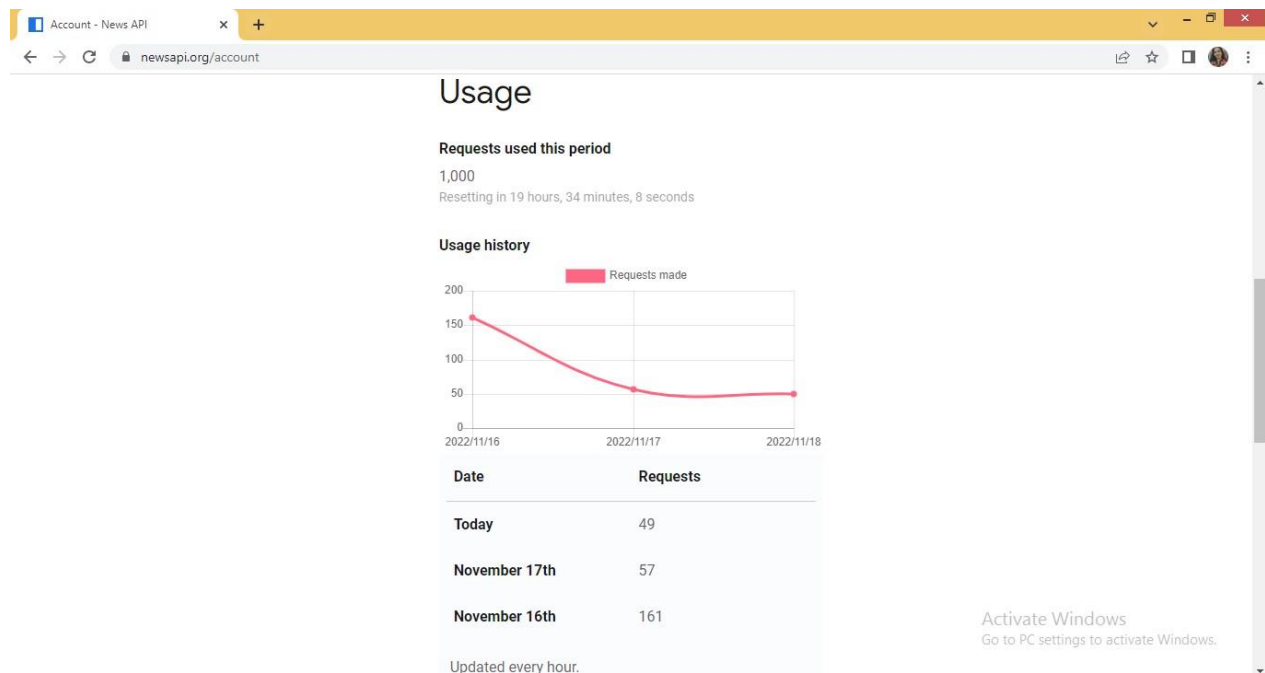 Account - News API
newsapi.org/account
Usage
Requests used this period
1,000
Resetting in 19 hours, 34 minutes, 8 seconds
Usage history
Requests made
200
150
100
50
0
2022/11/16 2022/11/17 2022/11/18
Date Requests
Today 49
November 17th 57
November 16th 161
Updated every hour.
Activate Windows
Go to PC settings to activate Windows.